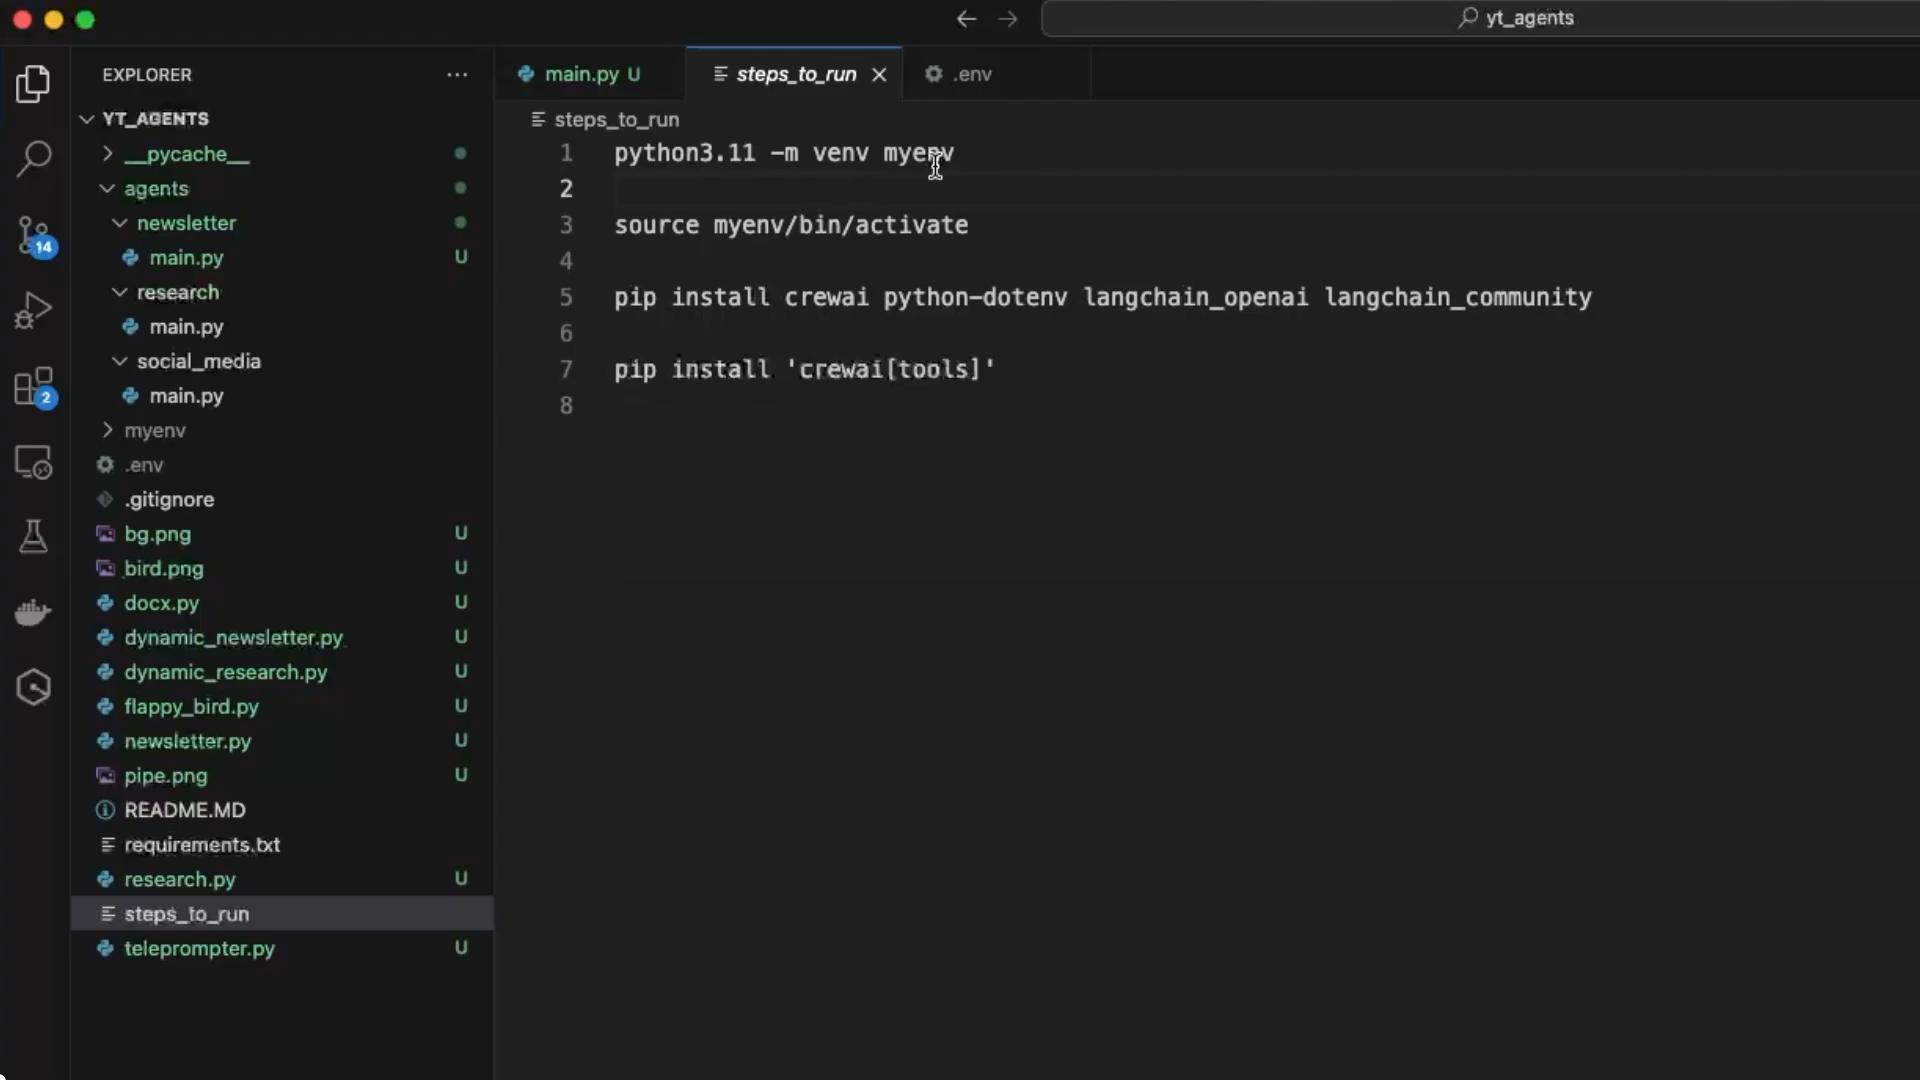 yt_agents
EXPLORER
main.py U
steps_to_run
.env
YT_AGENTS
steps_to_run
__pycache__
agents
newsletter
main.py U
research
main.py
social_media
main.py
myenv
.env
.gitignore
bg.png U
bird.png U
docx.py U
dynamic_newsletter.py U
dynamic_research.py U
flappy_bird.py U
newsletter.py U
pipe.png U
README.MD
requirements.txt
research.py U
steps_to_run
teleprompter.py U
14
2
1 python3.11 -m venv myenv
2
3 source myenv/bin/activate
4
5 pip install crewai python-dotenv langchain_openai langchain_community
6
7 pip install 'crewai[tools]'
8